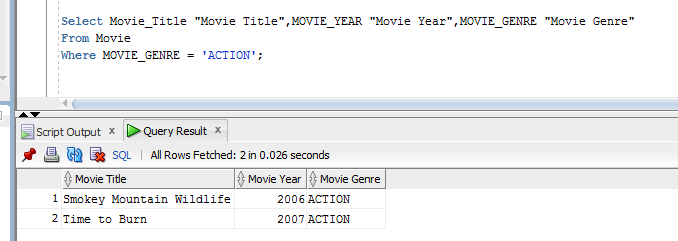 Select Movie_Title "Movie Title",MOVIE_YEAR "Movie Year",MOVIE_GENRE "Movie Genre"
From Movie
Where MOVIE_GENRE = 'ACTION';
Script Output x Query Result x
SQL | All Rows Fetched: 2 in 0.026 seconds
Movie Title Movie Year Movie Genre
1 Smokey Mountain Wildlife 2006 ACTION
2 Time to Burn 2007 ACTION